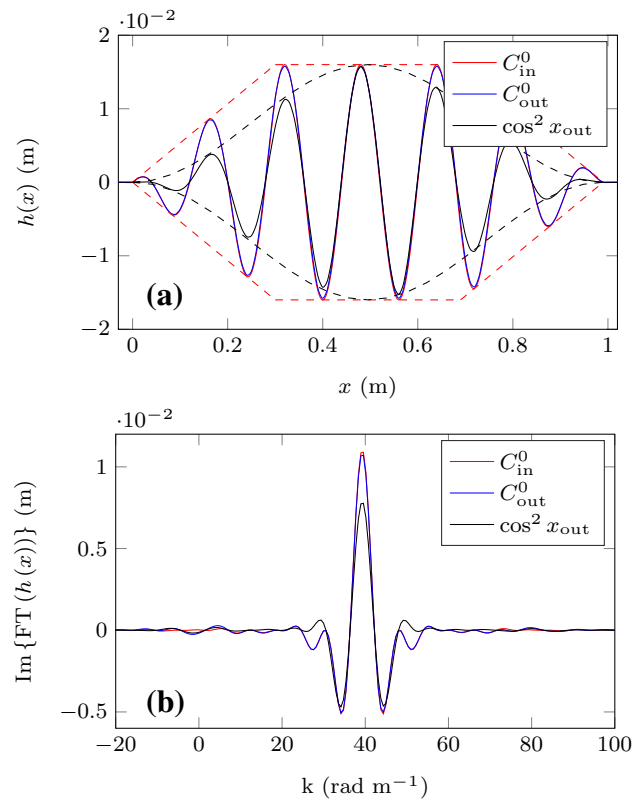 ·10⁻²
2
1
0
−1
−2
h(x) (m)
0
0.2
0.4
0.6
0.8
1
x (m)
(a)
C⁰in
C⁰out
cos² xout
·10⁻²
1
0.5
0
−0.5
Im {FT (h(x))} (m)
−20
0
20
40
60
80
100
k (rad m⁻¹)
(b)
C⁰in
C⁰out
cos² xout